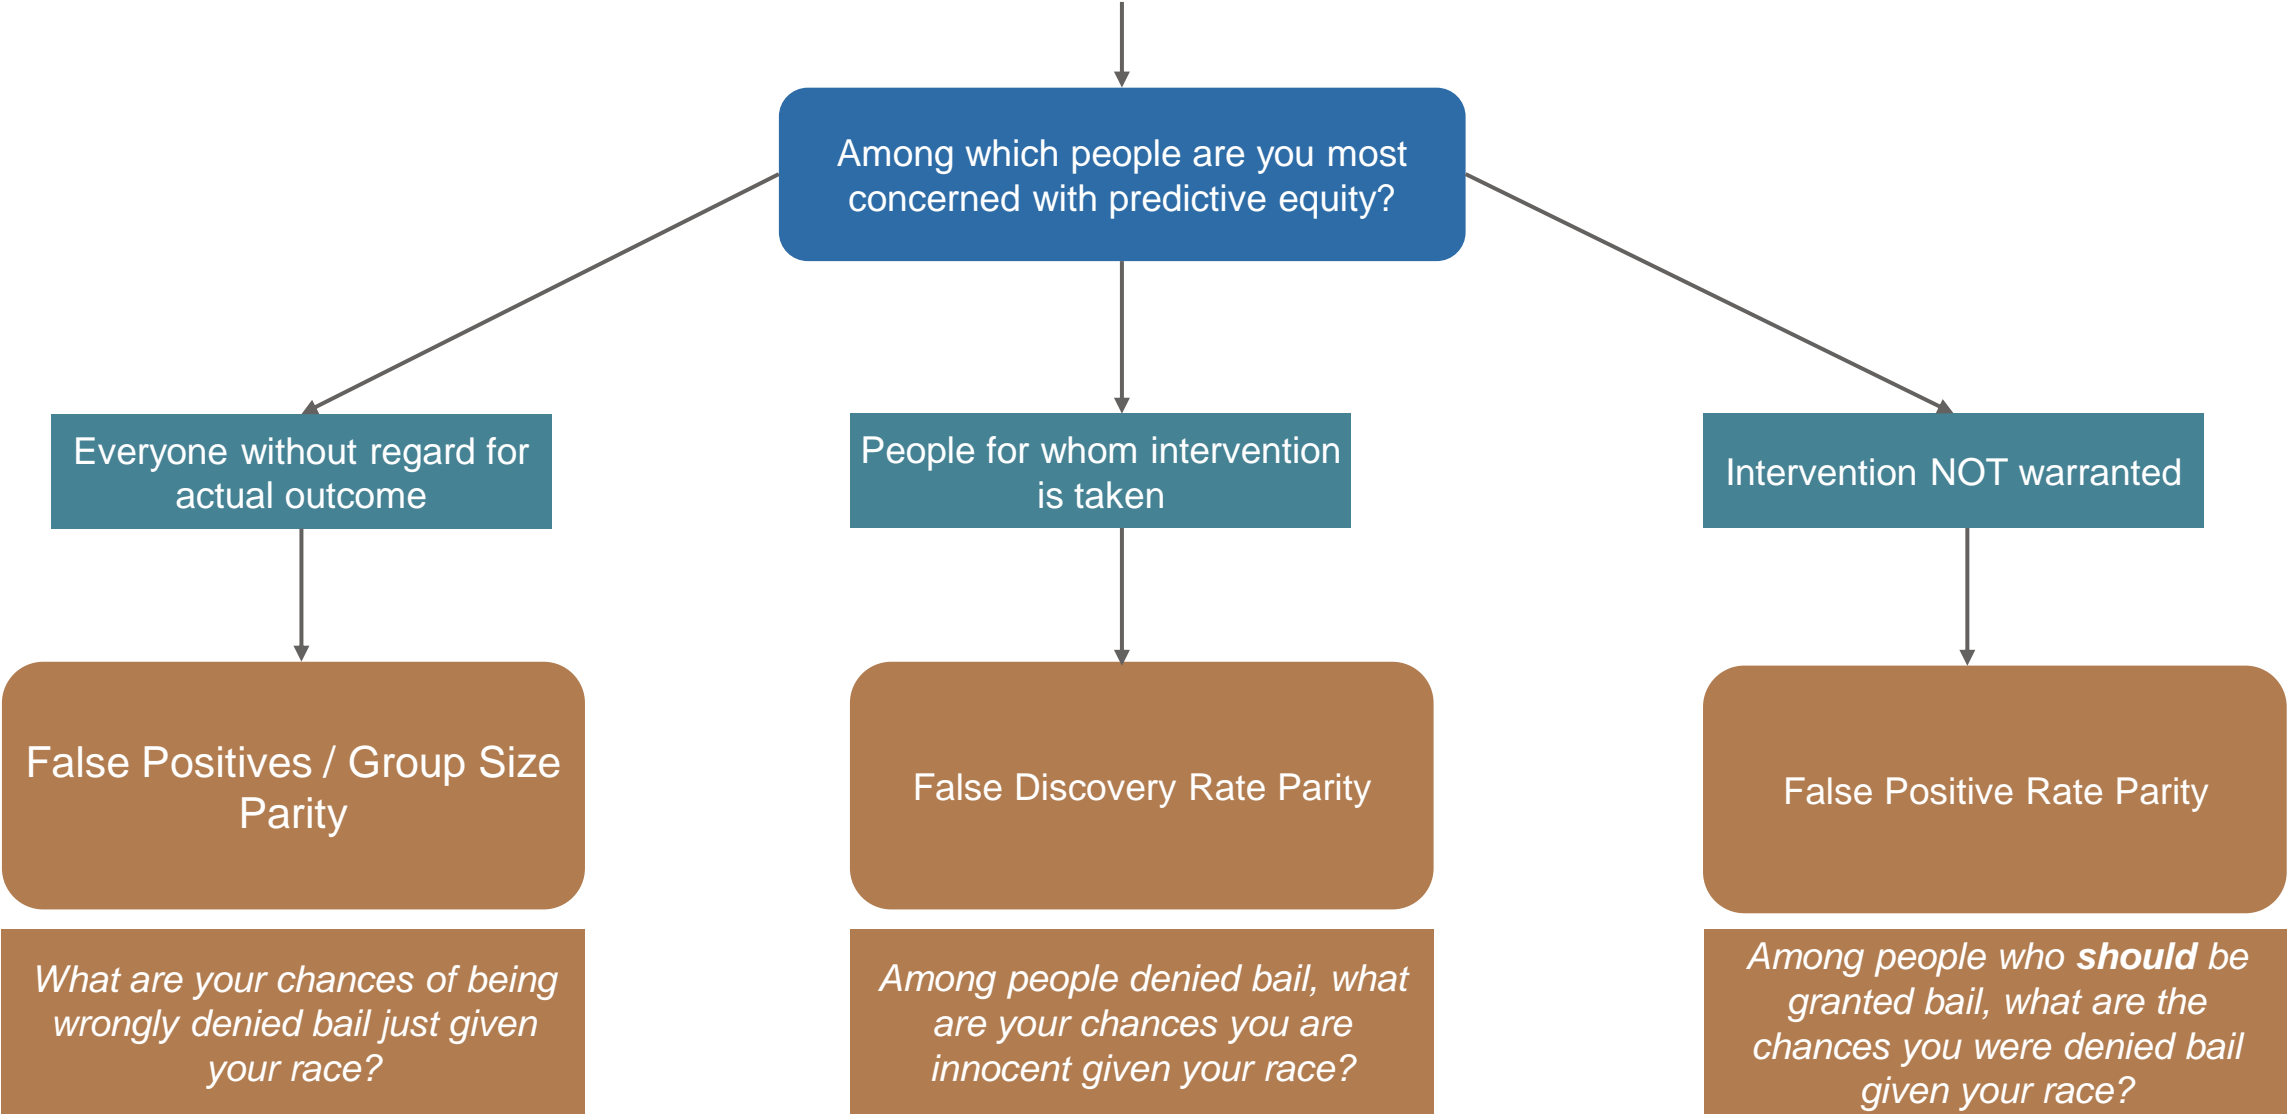 Among which people are you most
concerned with predictive equity?
Everyone without regard for
actual outcome
People for whom intervention
is taken
Intervention NOT warranted
False Positives / Group Size
Parity
False Discovery Rate Parity
False Positive Rate Parity
What are your chances of being
wrongly denied bail just given
your race?
Among people denied bail, what
are your chances you are
innocent given your race?
Among people who should be
granted bail, what are the
chances you were denied bail
given your race?